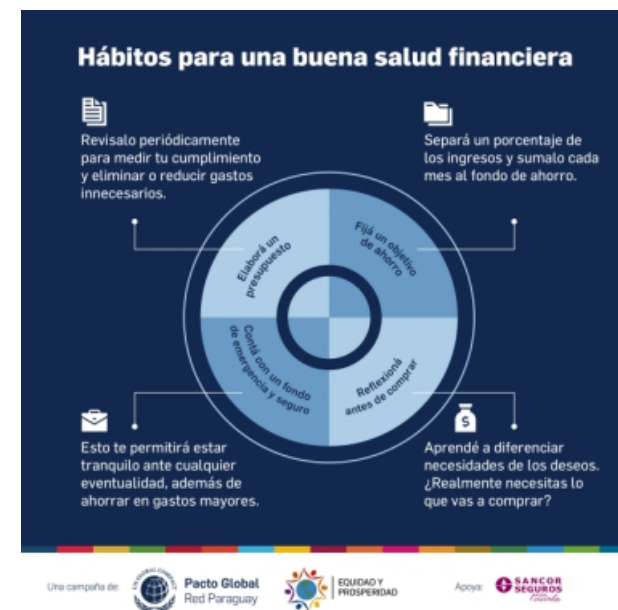 Hábitos para una buena salud financiera
Revisalo periódicamente
para medir tu cumplimiento
y eliminar o reducir gastos
innecesarios.
Separá un porcentaje de
los ingresos y sumalo cada
mes al fondo de ahorro.
Elaborá un
presupuesto
Fijá un objetivo
de ahorro
Contá con un fondo
de emergencia y seguro
Reflexioná
antes de comprar
Esto te permitirá estar
tranquilo ante cualquier
eventualidad, además de
ahorrar en gastos mayores.
$
Aprendé a diferenciar
necesidades de los deseos.
¿Realmente necesitas lo
que vas a comprar?
Una campaña de:
Pacto Global
Red Paraguay
EQUIDAD Y
PROSPERIDAD
Apoya:
SANCOR
SEGUROS